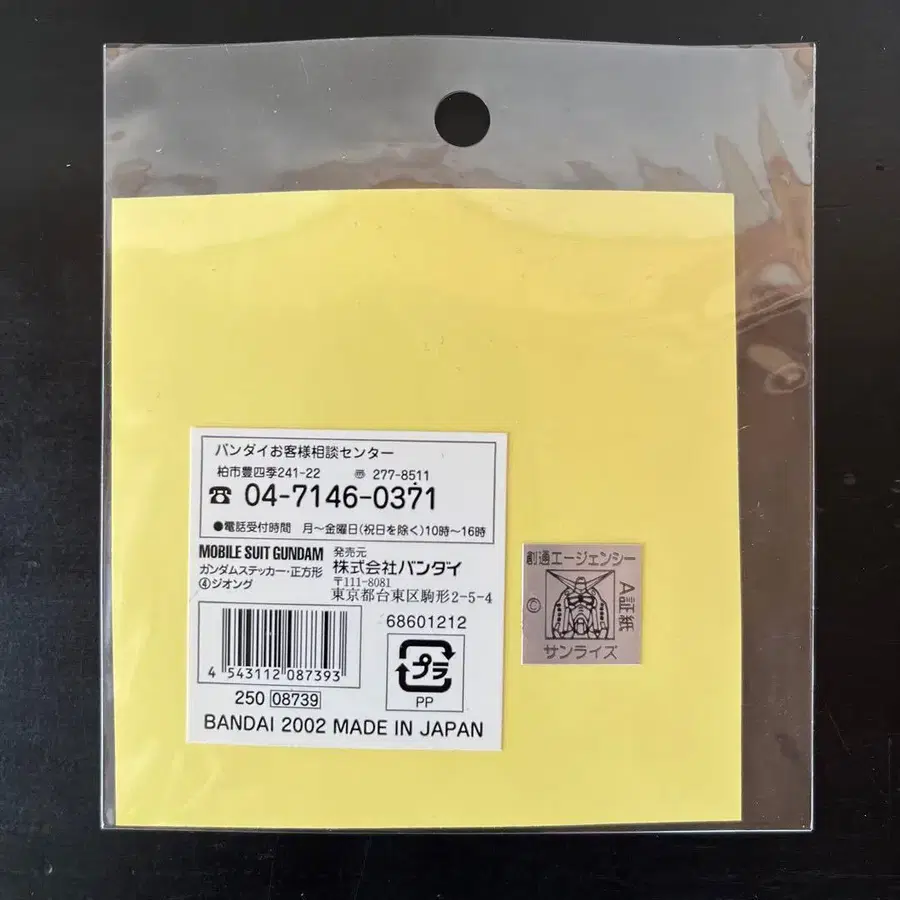 バンダイお客様相談センター
柏市豊四季241-22 〠 277-8511
☎ 04-7146-0371
●電話受付時間 月～金曜日(祝日を除く)10時～16時
MOBILE SUIT GUNDAM
ガンダムステッカー・正方形
④ジオング
発売元
株式会社バンダイ
〒111-8081
東京都台東区駒形2-5-4
68601212
4 543112 087393
プラ
PP
250 08739
BANDAI 2002 MADE IN JAPAN
創通エージェンシー
A証紙
©
サンライズ